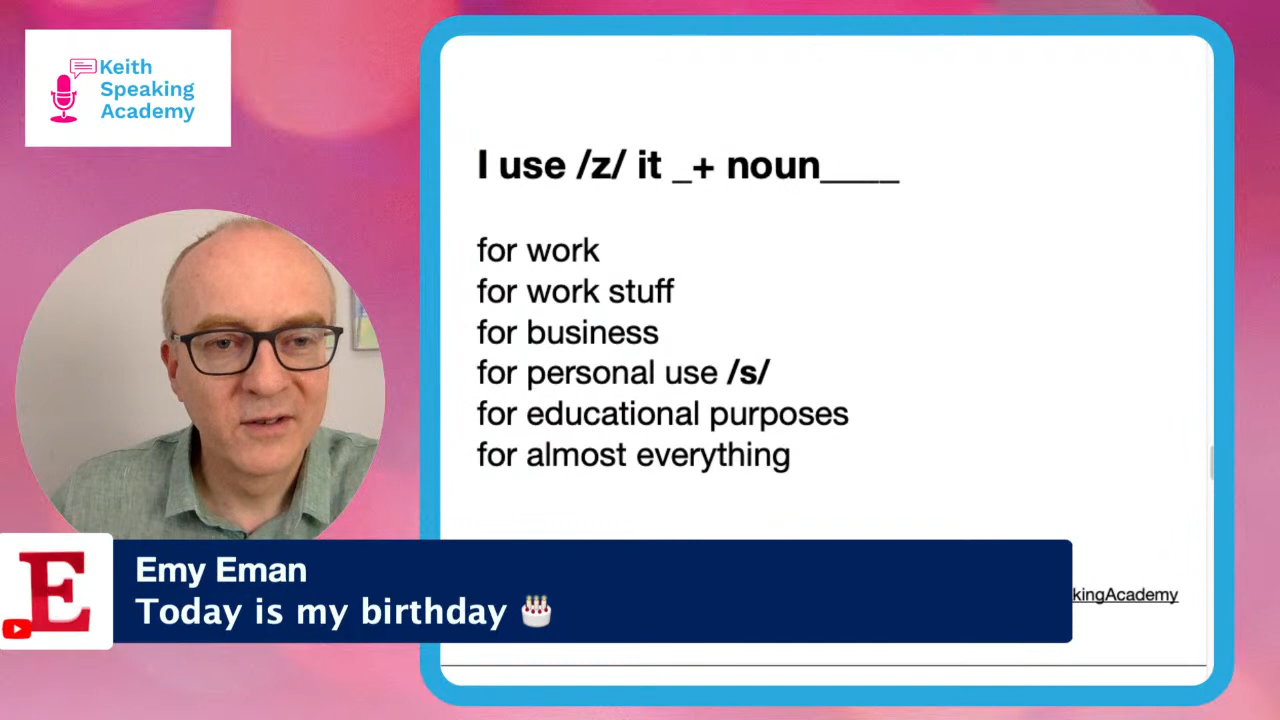 Keith
Speaking
Academy
I use /z/ it _+ noun____
for work
for work stuff
for business
for personal use /s/
for educational purposes
for almost everything
kingAcademy
E
Emy Eman
Today is my birthday 🎂